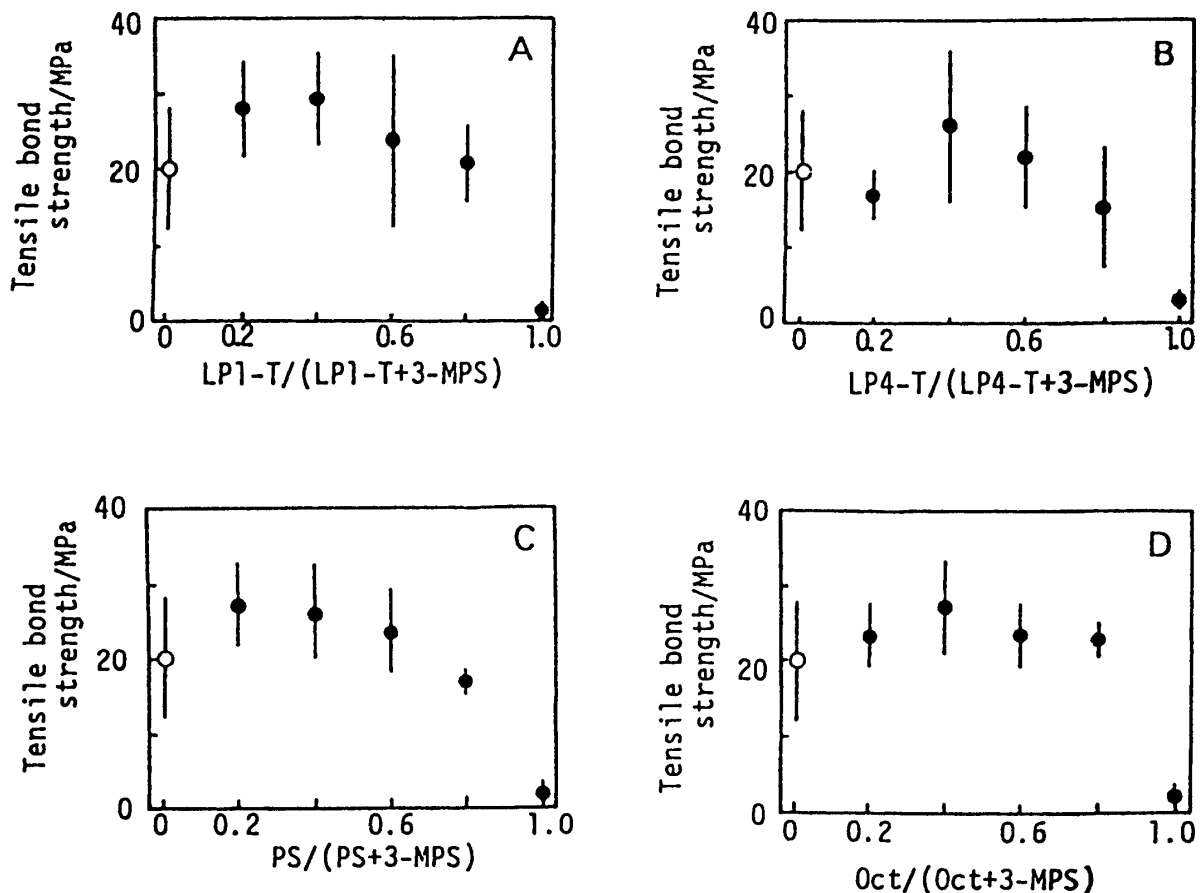 40
A
Tensile bond
strength/MPa
20
0
0 0.2 0.6 1.0
LP1-T/(LP1-T+3-MPS)
40
B
Tensile bond
strength/MPa
20
0
0 0.2 0.6 1.0
LP4-T/(LP4-T+3-MPS)
40
C
Tensile bond
strength/MPa
20
0
0 0.2 0.6 1.0
PS/(PS+3-MPS)
40
D
Tensile bond
strength/MPa
20
0
0 0.2 0.6 1.0
Oct/(Oct+3-MPS)